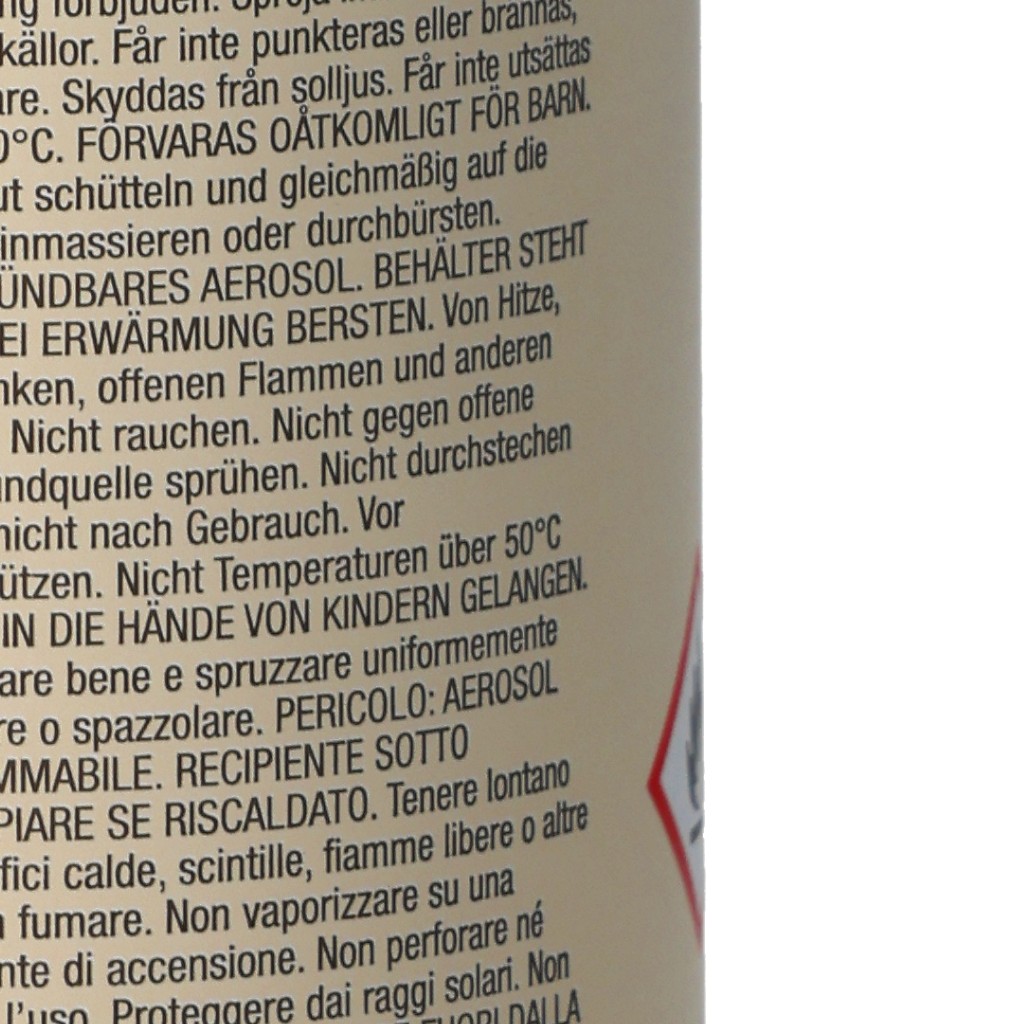 förbjuden.
källor. Får inte punkteras eller brännas,
Skyddas från solljus. Får inte utsättas
0°C. FÖRVARAS OÅTKOMLIGT FÖR BARN.
schütteln und gleichmäßig auf die
inmassieren oder durchbürsten.
ÜNDBARES AEROSOL. BEHÄLTER STEHT
EI ERWÄRMUNG BERSTEN. Von Hitze,
nken, offenen Flammen und anderen
Nicht rauchen. Nicht gegen offene
ndquelle sprühen. Nicht durchstechen
nicht nach Gebrauch. Vor
ützen. Nicht Temperaturen über 50°C
IN DIE HÄNDE VON KINDERN GELANGEN.
are bene e spruzzare uniformemente
re o spazzolare. PERICOLO: AEROSOL
MMABILE. RECIPIENTE SOTTO
PIARE SE RISCALDATO. Tenere lontano
fici calde, scintille, fiamme libere o altre
fumare. Non vaporizzare su una
nte di accensione. Non perforare né
l'uso. Proteggere dai raggi solari. Non
FUORI DALLA